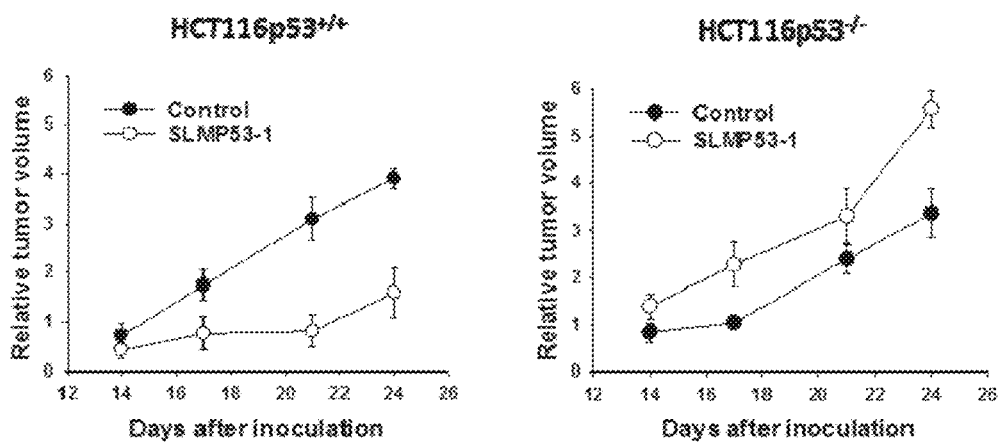 HCT116p53+/+
6
5
4
3
2
1
0
Relative tumor volume
Control
SLMP53-1
12 14 16 18 20 22 24 26
Days after inoculation
HCT116p53-/-
6
5
4
3
2
1
0
Relative tumor volume
Control
SLMP53-1
12 14 16 18 20 22 24 26
Days after inoculation